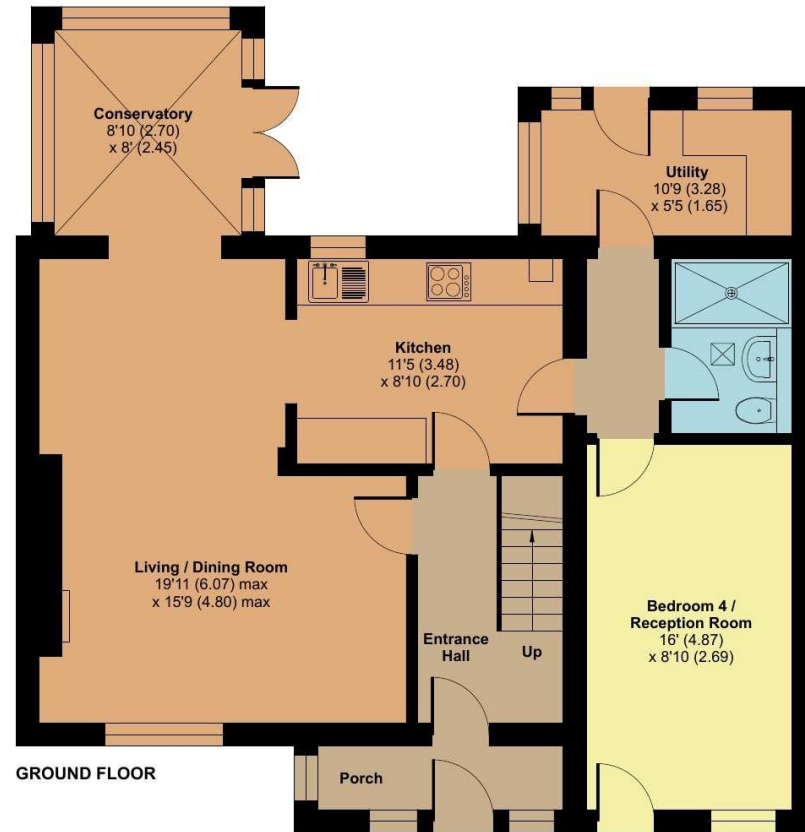 Conservatory
8'10 (2.70)
x 8' (2.45)
Utility
10'9 (3.28)
x 5'5 (1.65)
Kitchen
11'5 (3.48)
x 8'10 (2.70)
Living / Dining Room
19'11 (6.07) max
x 15'9 (4.80) max
Entrance
Hall
Up
Bedroom 4 /
Reception Room
16' (4.87)
x 8'10 (2.69)
Porch
GROUND FLOOR